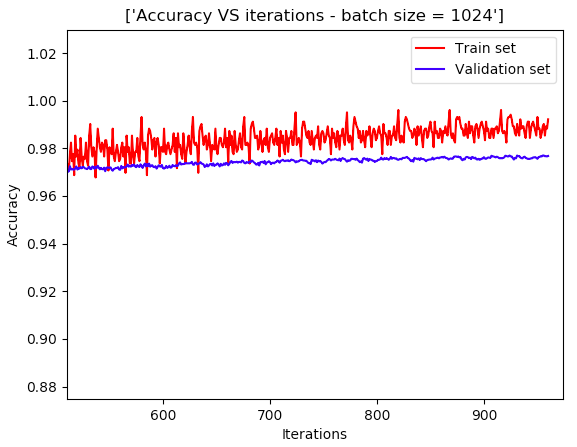 ['Accuracy VS iterations - batch size = 1024']
Train set
Validation set
1.02
1.00
0.98
0.96
0.94
0.92
0.90
0.88
Accuracy
600 700 800 900
Iterations